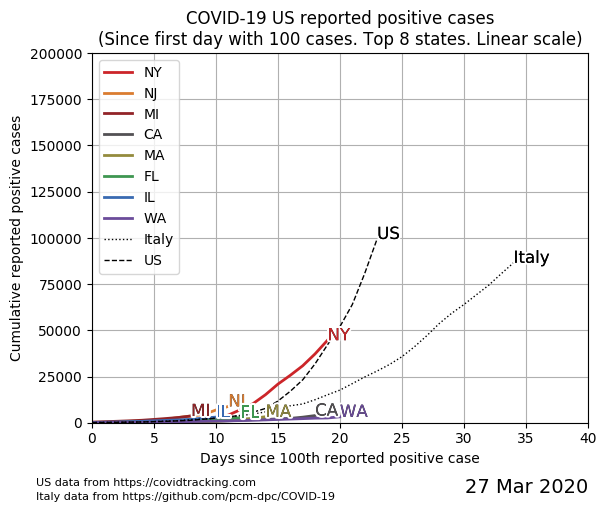 COVID-19 US reported positive cases
(Since first day with 100 cases. Top 8 states. Linear scale)
Cumulative reported positive cases
200000
175000
150000
125000
100000
75000
50000
25000
0
NY
NJ
MI
CA
MA
FL
IL
WA
Italy
US
US
Italy
NY
NJ
MI
IL
FL
MA
CA
WA
0 5 10 15 20 25 30 35 40
Days since 100th reported positive case
US data from https://covidtracking.com
Italy data from https://github.com/pcm-dpc/COVID-19
27 Mar 2020